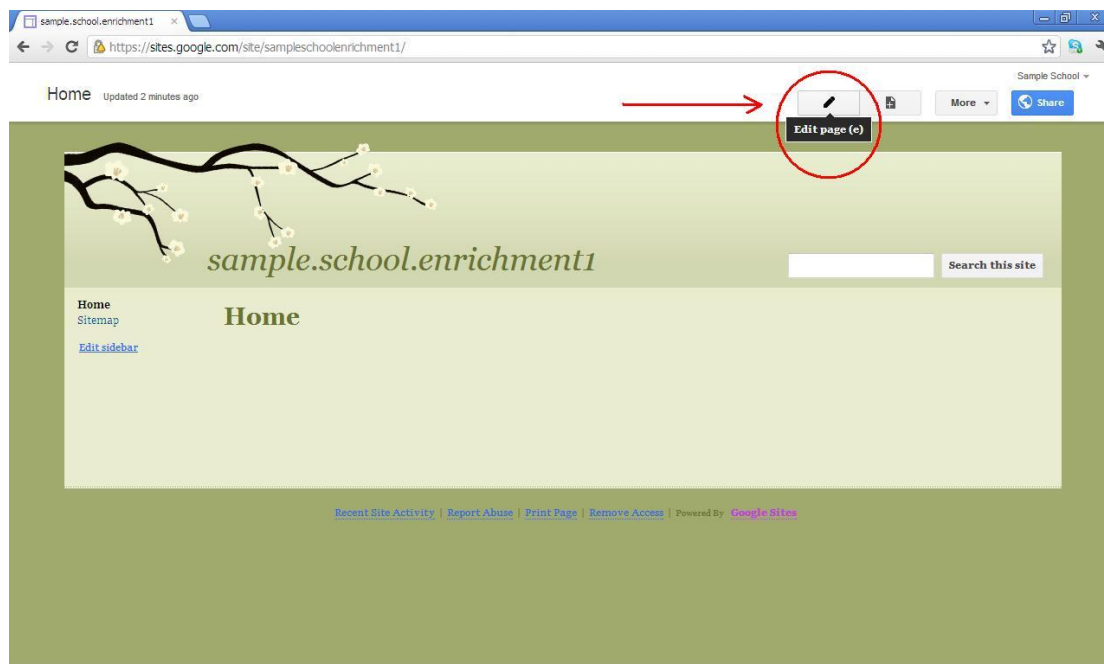 sample.school.enrichment1
https://sites.google.com/site/sampleschoolenrichment1/
Sample School
Home Updated 2 minutes ago
More
Share
Edit page (e)
sample.school.enrichment1
Search this site
Home
Sitemap
Edit sidebar
Home
Recent Site Activity | Report Abuse | Print Page | Remove Access | Powered By Google Sites